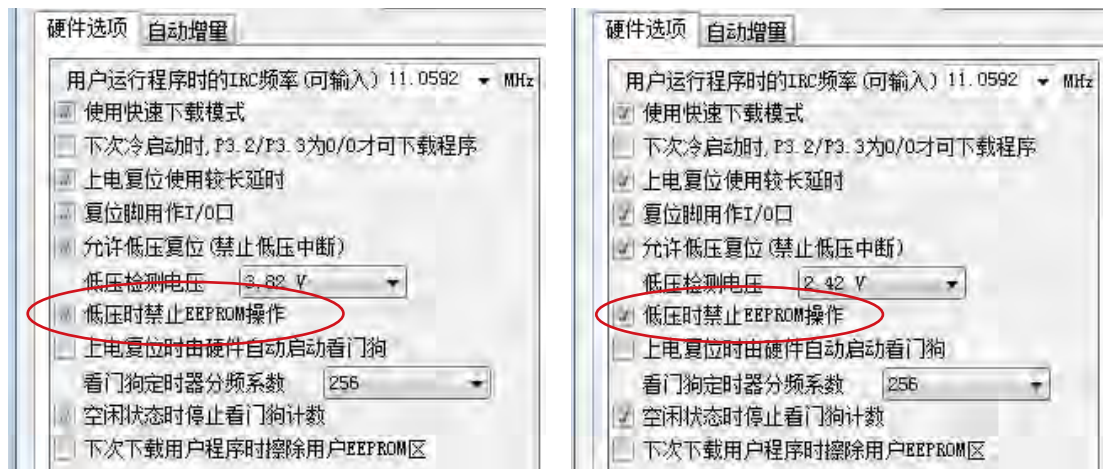 硬件选项 自动增量
用户运行程序时的IRC频率(可输入) 11.0592 MHz
使用快速下载模式
下次冷启动时, P3.2/P3.3为0/0才可下载程序
上电复位使用较长延时
复位脚用作I/O口
允许低压复位(禁止低压中断)
低压检测电压 3.82 V
低压时禁止EEPROM操作
上电复位时由硬件自动启动看门狗
看门狗定时器分频系数 256
空闲状态时停止看门狗计数
下次下载用户程序时擦除用户EEPROM区
硬件选项 自动增量
用户运行程序时的IRC频率(可输入) 11.0592 MHz
使用快速下载模式
下次冷启动时, P3.2/P3.3为0/0才可下载程序
上电复位使用较长延时
复位脚用作I/O口
允许低压复位(禁止低压中断)
低压检测电压 2.42 V
低压时禁止EEPROM操作
上电复位时由硬件自动启动看门狗
看门狗定时器分频系数 256
空闲状态时停止看门狗计数
下次下载用户程序时擦除用户EEPROM区